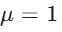 μ = 1